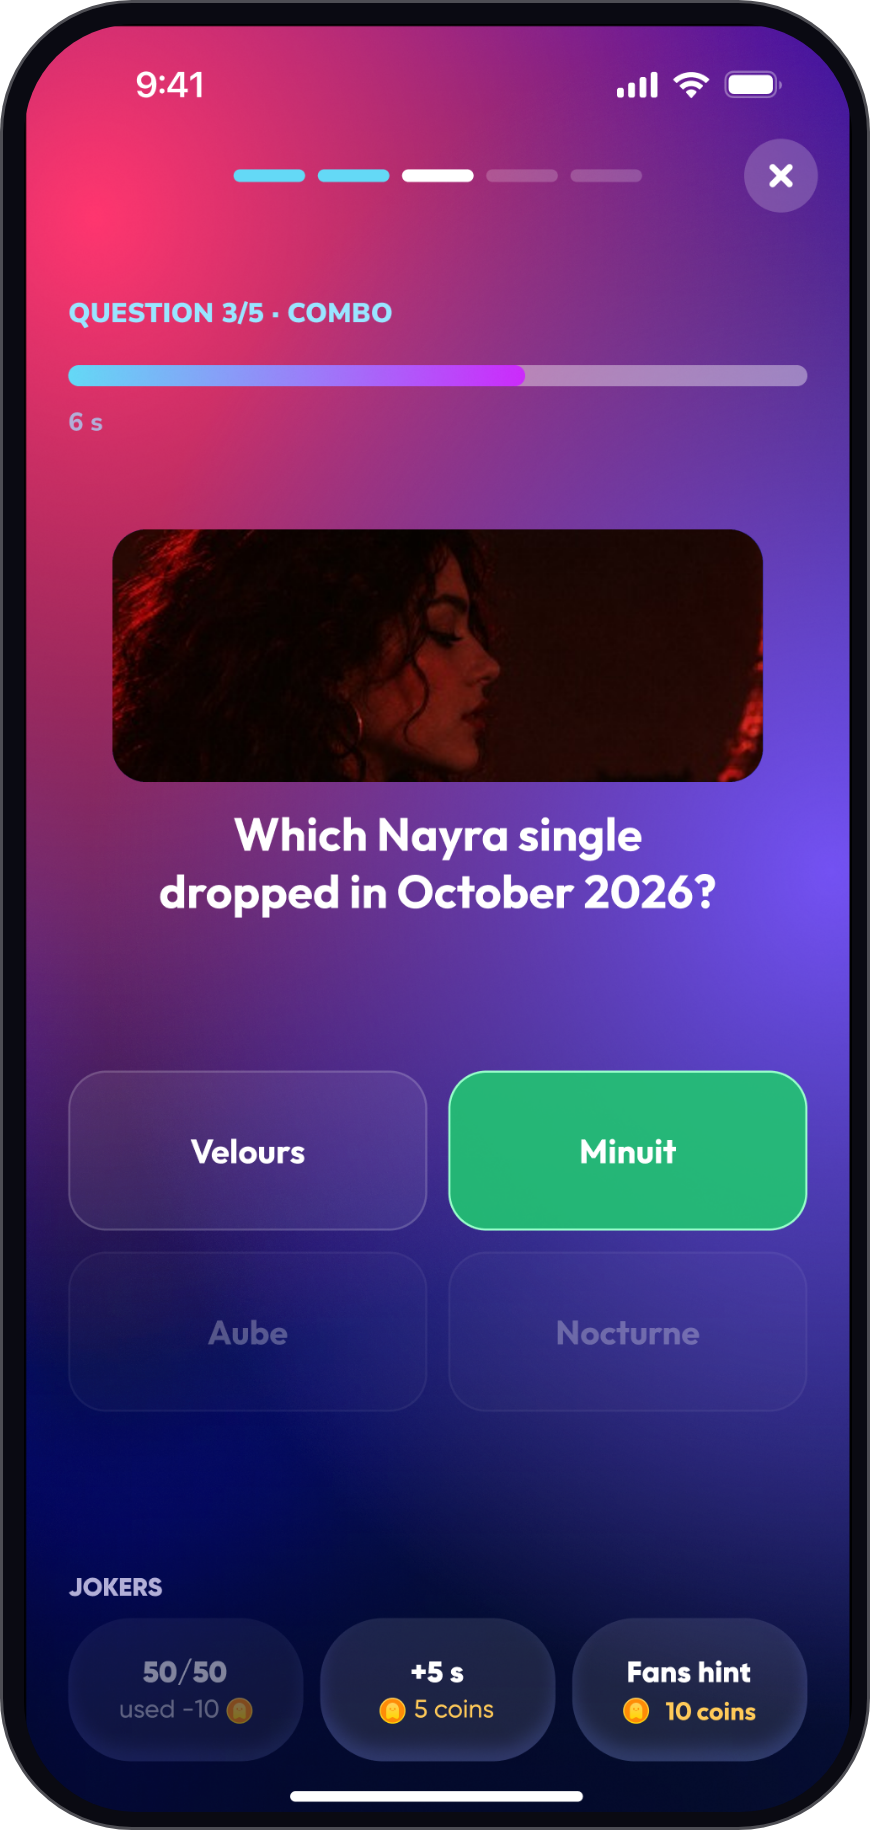 9:41
QUESTION 3/5 · COMBO
6 s
Which Nayra single
dropped in October 2026?
Velours
Minuit
Aube
Nocturne
JOKERS
50/50
used -10
+5 s
5 coins
Fans hint
10 coins